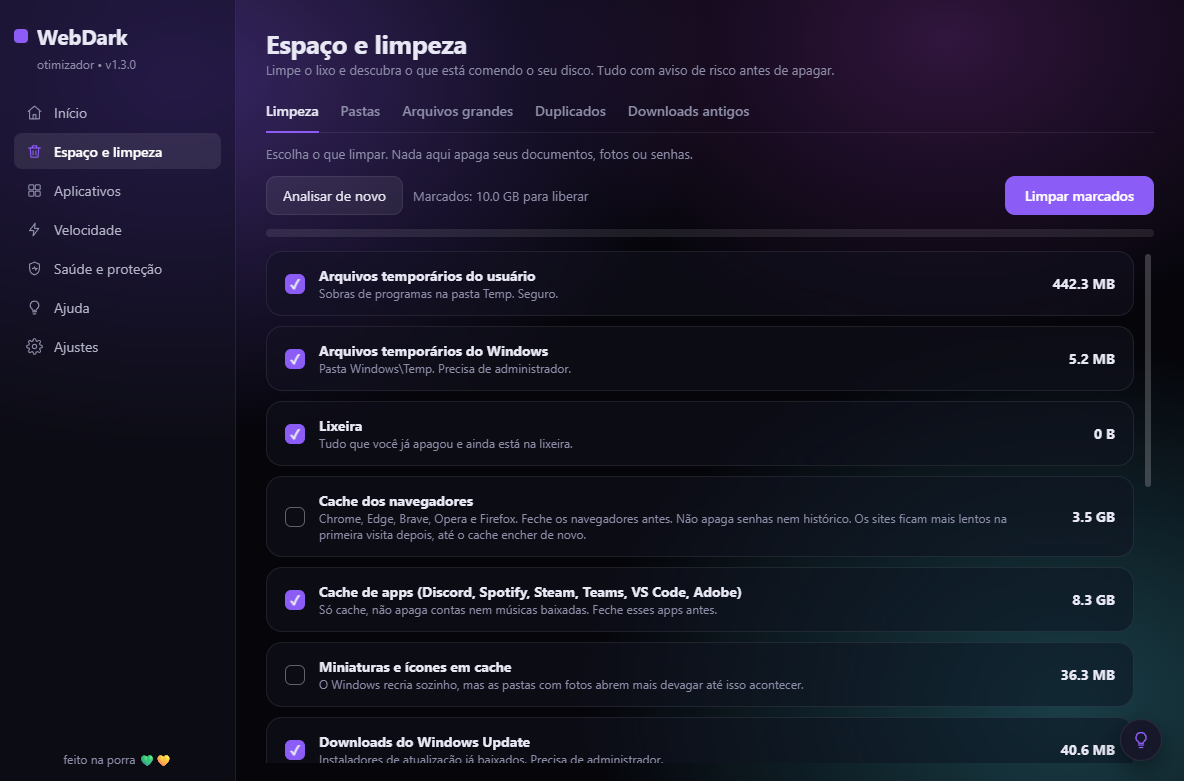 WebDark
otimizador • v1.3.0
Início
Espaço e limpeza
Aplicativos
Velocidade
Saúde e proteção
Ajuda
Ajustes
feito na porra 💚💛
Espaço e limpeza
Limpe o lixo e descubra o que está comendo o seu disco. Tudo com aviso de risco antes de apagar.
Limpeza Pastas Arquivos grandes Duplicados Downloads antigos
Escolha o que limpar. Nada aqui apaga seus documentos, fotos ou senhas.
Analisar de novo Marcados: 10.0 GB para liberar Limpar marcados
Arquivos temporários do usuário
Sobras de programas na pasta Temp. Seguro.
442.3 MB
Arquivos temporários do Windows
Pasta Windows\Temp. Precisa de administrador.
5.2 MB
Lixeira
Tudo que você já apagou e ainda está na lixeira.
0 B
Cache dos navegadores
Chrome, Edge, Brave, Opera e Firefox. Feche os navegadores antes. Não apaga senhas nem histórico. Os sites ficam mais lentos na
primeira visita depois, até o cache encher de novo.
3.5 GB
Cache de apps (Discord, Spotify, Steam, Teams, VS Code, Adobe)
Só cache, não apaga contas nem músicas baixadas. Feche esses apps antes.
8.3 GB
Miniaturas e ícones em cache
O Windows recria sozinho, mas as pastas com fotos abrem mais devagar até isso acontecer.
36.3 MB
Downloads do Windows Update
Instaladores de atualização já baixados. Precisa de administrador.
40.6 MB